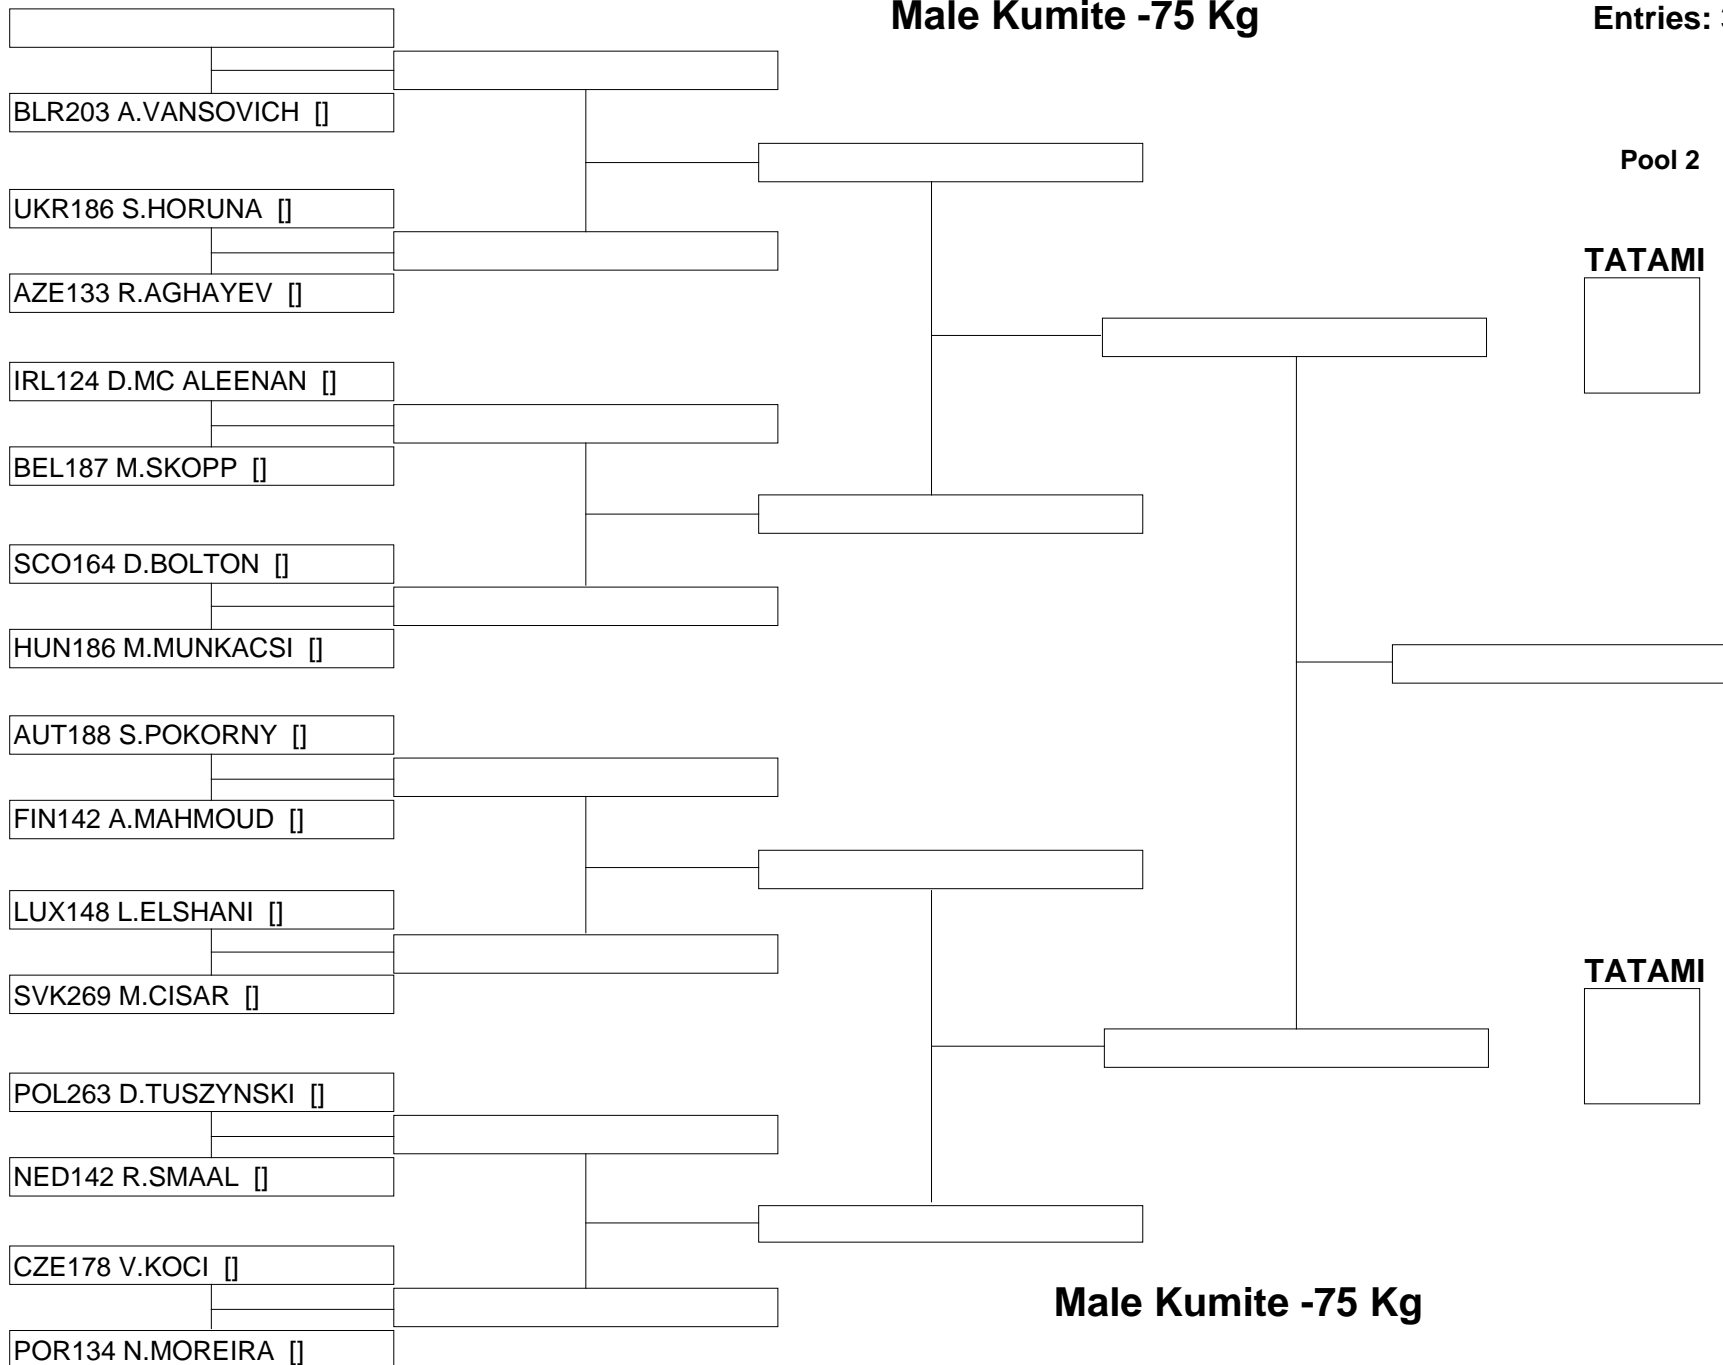 Male Kumite -75 Kg
Entries:
BLR203 A.VANSOVICH []
Pool 2
UKR186 S.HORUNA []
TATAMI
AZE133 R.AGHAYEV []
IRL124 D.MC ALEENAN []
BEL187 M.SKOPP []
SCO164 D.BOLTON []
HUN186 M.MUNKACSI []
AUT188 S.POKORNY []
FIN142 A.MAHMOUD []
LUX148 L.ELSHANI []
TATAMI
SVK269 M.CISAR []
POL263 D.TUSZYNSKI []
NED142 R.SMAAL []
CZE178 V.KOCI []
Male Kumite -75 Kg
POR134 N.MOREIRA []